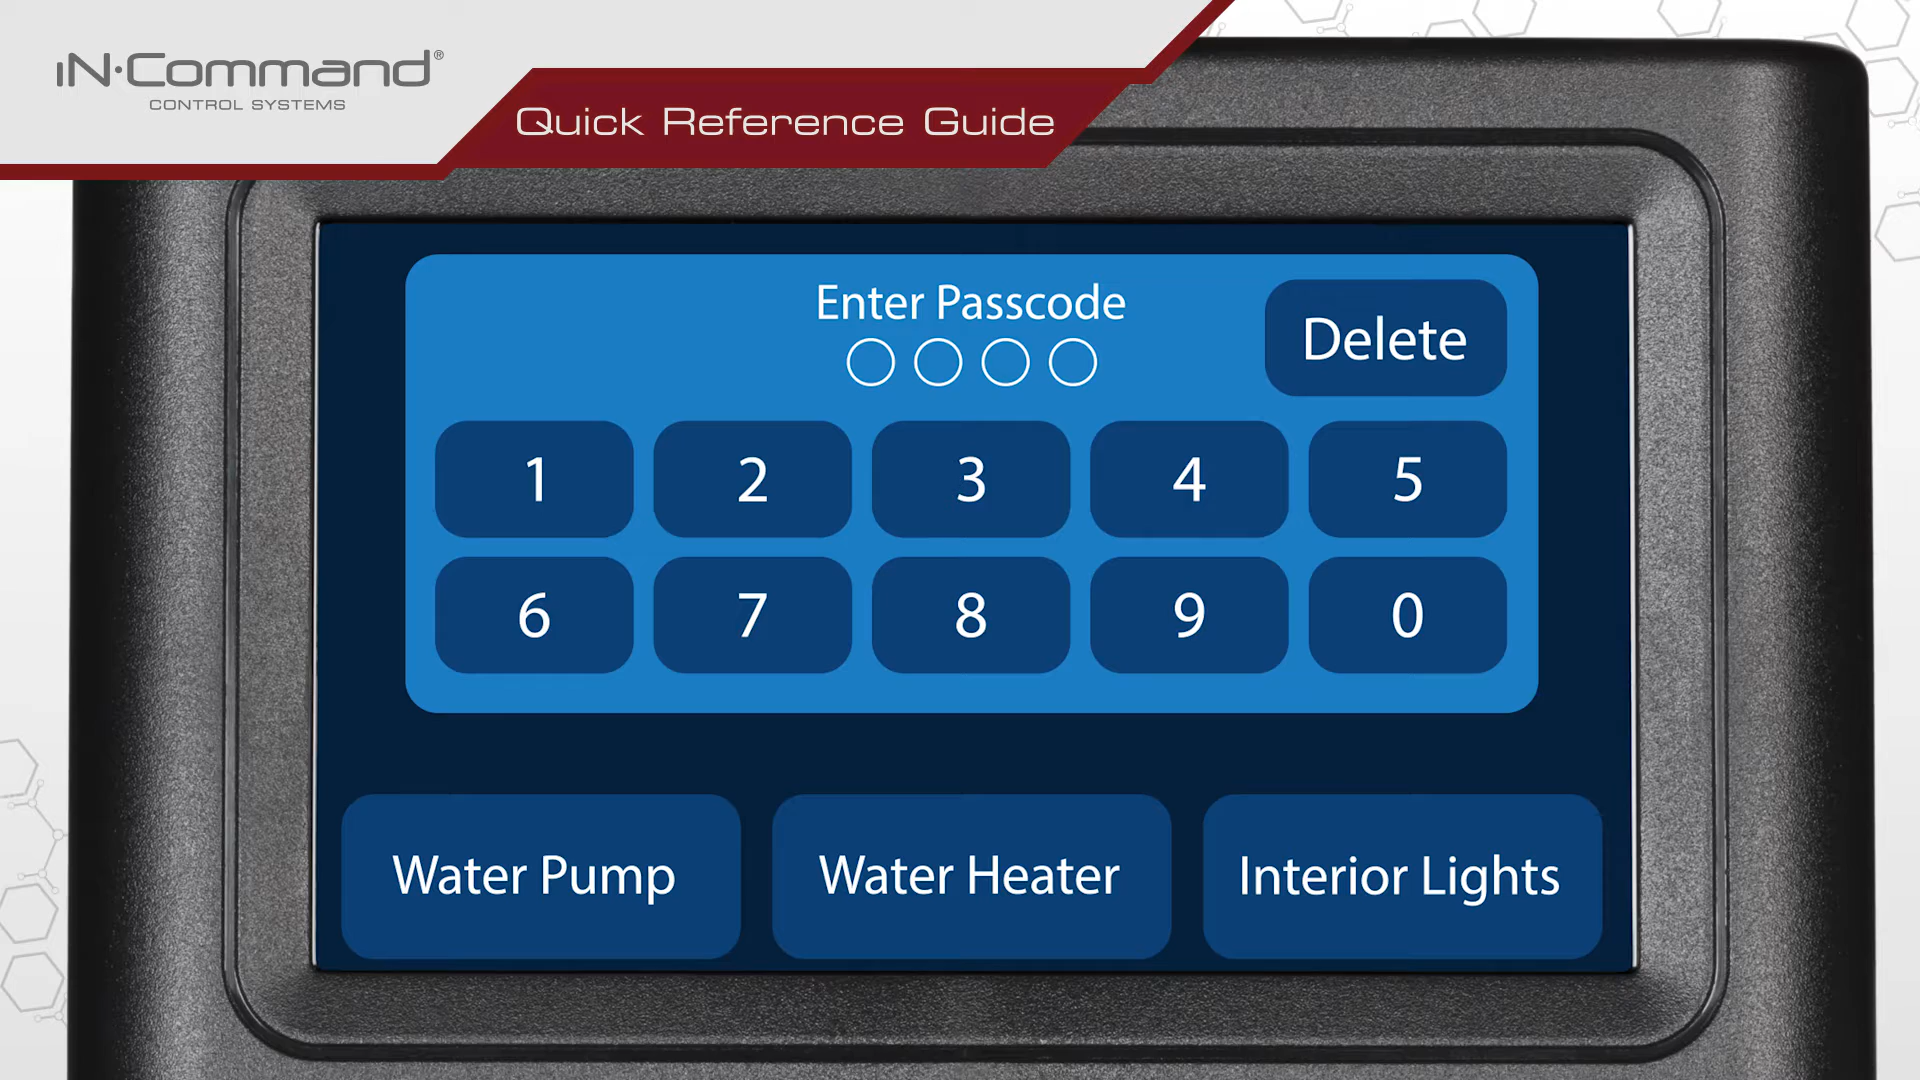 iN·Command®
CONTROL SYSTEMS
Quick Reference Guide
Enter Passcode
Delete
1 2 3 4 5
6 7 8 9 0
Water Pump Water Heater Interior Lights